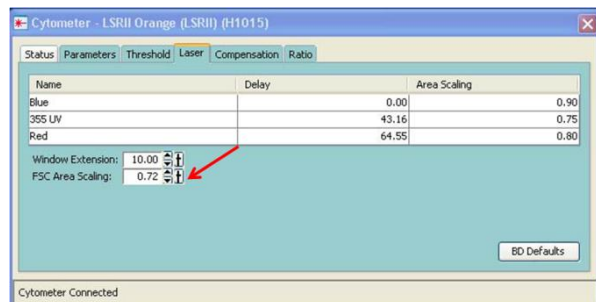 Cytometer - LSRII Orange (LSRII) (H1015)
Status Parameters Threshold Laser Compensation Ratio
Name Delay Area Scaling
Blue 0.00 0.90
355 UV 43.16 0.75
Red 64.55 0.80
Window Extension: 10.00
FSC Area Scaling: 0.72
BD Defaults
Cytometer Connected